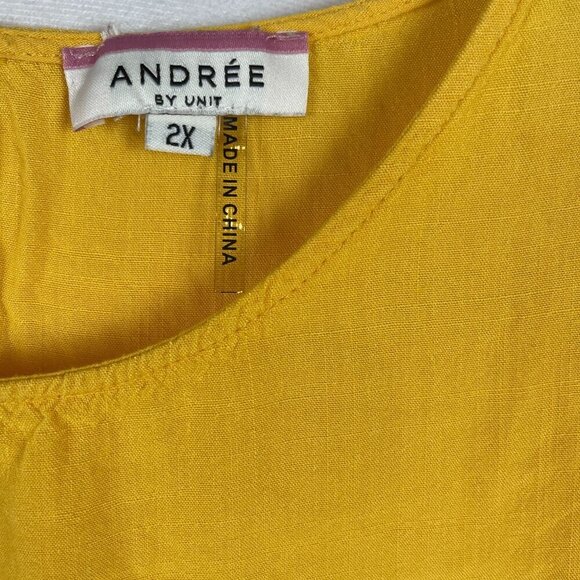 ANDRÉE
BY UNIT
2X
MADE IN CHINA